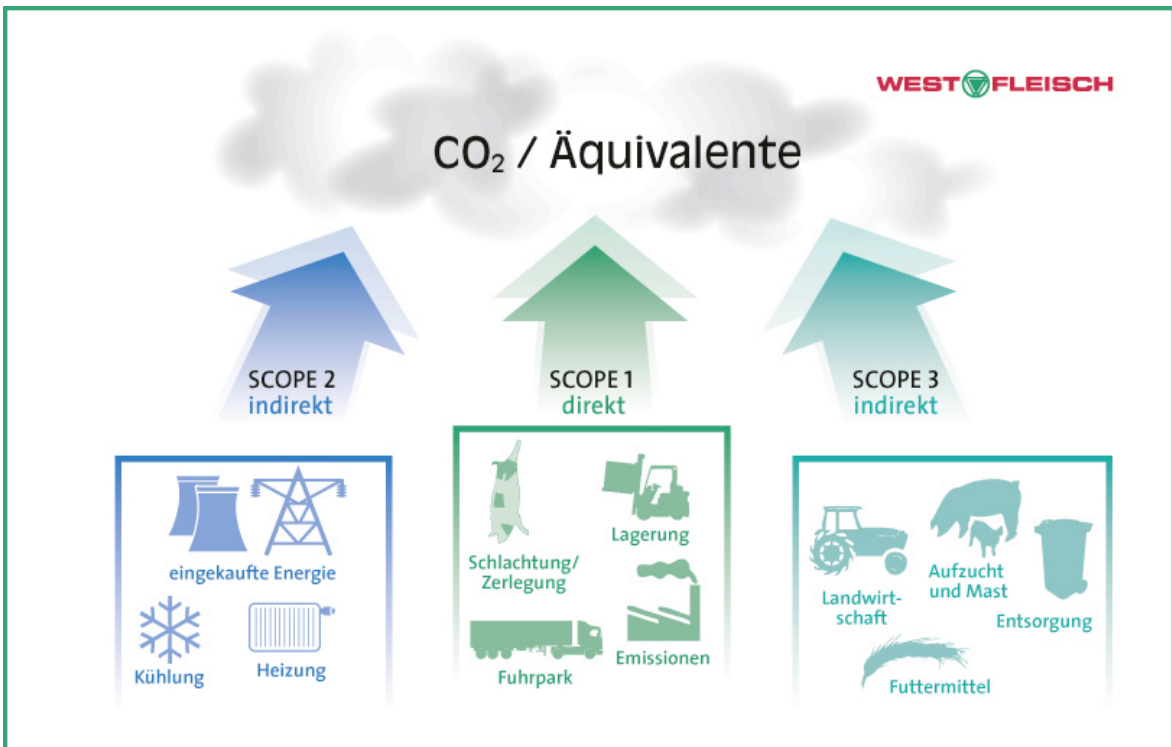 WEST FLEISCH
CO₂ / Äquivalente
SCOPE 2
indirekt
eingekaufte Energie
Kühlung
Heizung
SCOPE 1
direkt
Schlachtung/
Zerlegung
Lagerung
Fuhrpark
Emissionen
SCOPE 3
indirekt
Landwirt-
schaft
Aufzucht
und Mast
Entsorgung
Futtermittel